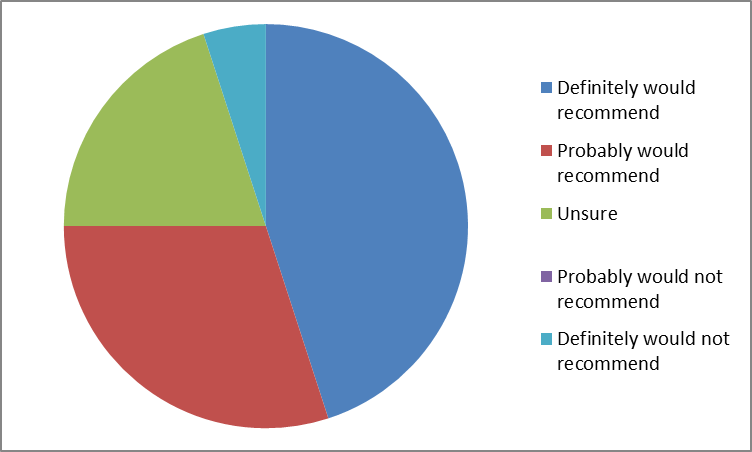 Definitely would
recommend
Probably would
recommend
Unsure
Probably would not
recommend
Definitely would not
recommend